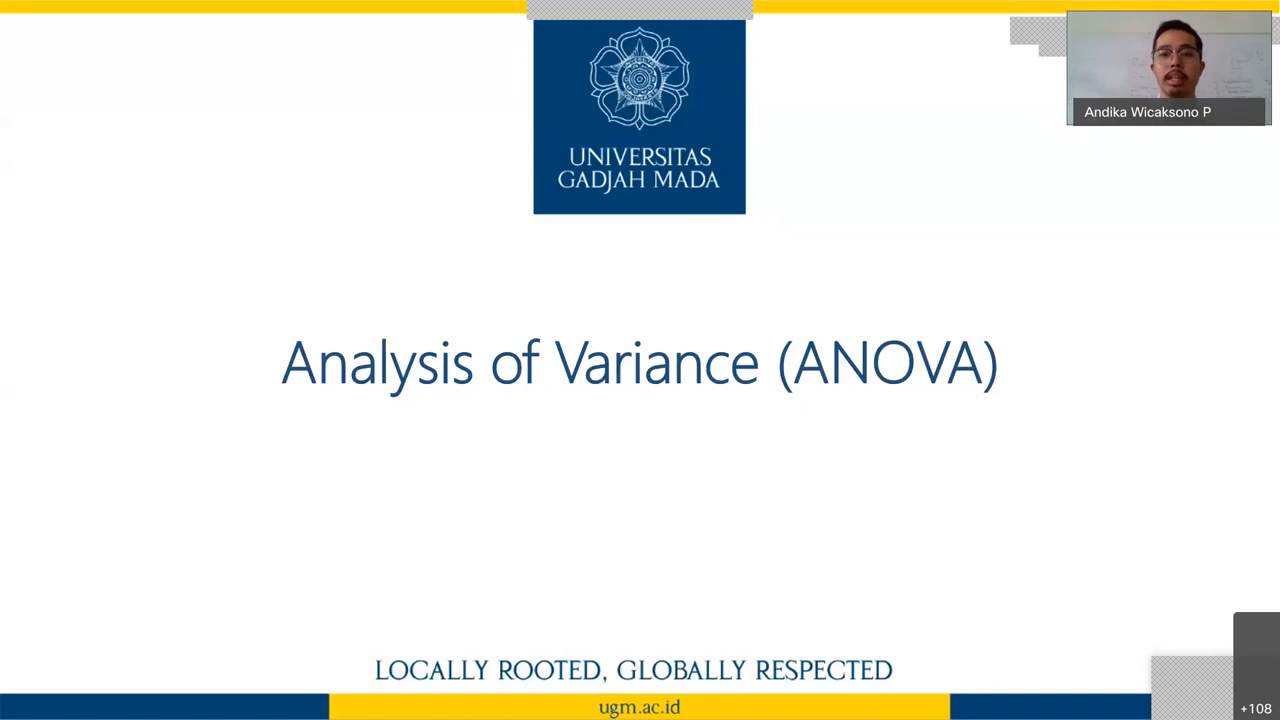 UNIVERSITAS
GADJAH MADA
Andika Wicaksono P
Analysis of Variance (ANOVA)
LOCALLY ROOTED, GLOBALLY RESPECTED
ugm.ac.id
+108